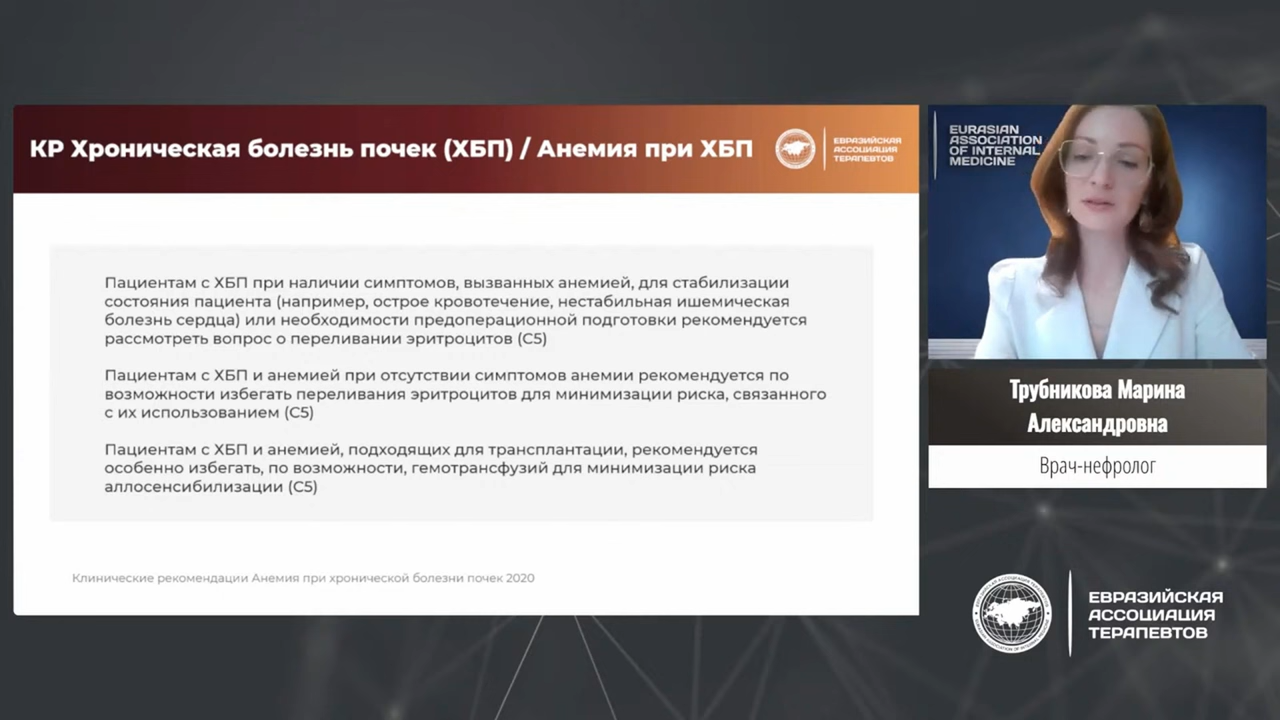 КР Хроническая болезнь почек (ХБП) / Анемия при ХБП
ЕВРАЗИЙСКАЯ
АССОЦИАЦИЯ
ТЕРАПЕВТОВ
Пациентам с ХБП при наличии симптомов, вызванных анемией, для стабилизации
состояния пациента (например, острое кровотечение, нестабильная ишемическая
болезнь сердца) или необходимости предоперационной подготовки рекомендуется
рассмотреть вопрос о переливании эритроцитов (С5)
Пациентам с ХБП и анемией при отсутствии симптомов анемии рекомендуется по
возможности избегать переливания эритроцитов для минимизации риска, связанного
с их использованием (С5)
Пациентам с ХБП и анемией, подходящих для трансплантации, рекомендуется
особенно избегать, по возможности, гемотрансфузий для минимизации риска
аллосенсибилизации (С5)
Клинические рекомендации Анемия при хронической болезни почек 2020
EURASIAN
ASSOCIATION
OF INTERNAL
MEDICINE
Трубникова Марина
Александровна
Врач-нефролог
ЕВРАЗИЙСКАЯ
АССОЦИАЦИЯ
ТЕРАПЕВТОВ